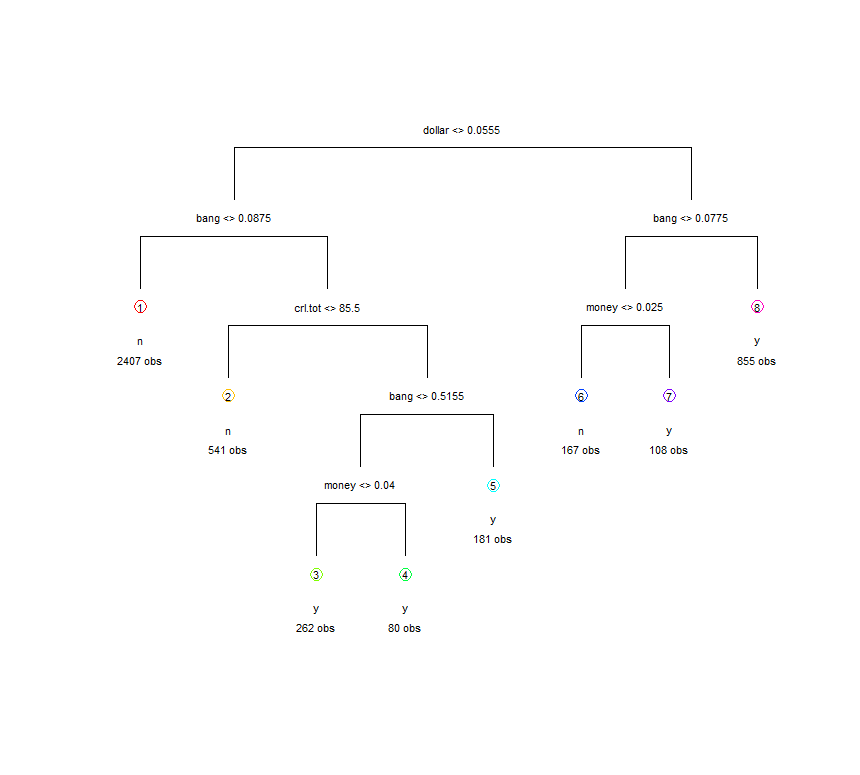 dollar <> 0.0555
bang <> 0.0875
bang <> 0.0775
1
n
2407 obs
crl.tot <> 85.5
money <> 0.025
8
y
855 obs
2
n
541 obs
bang <> 0.5155
6
n
167 obs
7
y
108 obs
money <> 0.04
5
y
181 obs
3
y
262 obs
4
y
80 obs